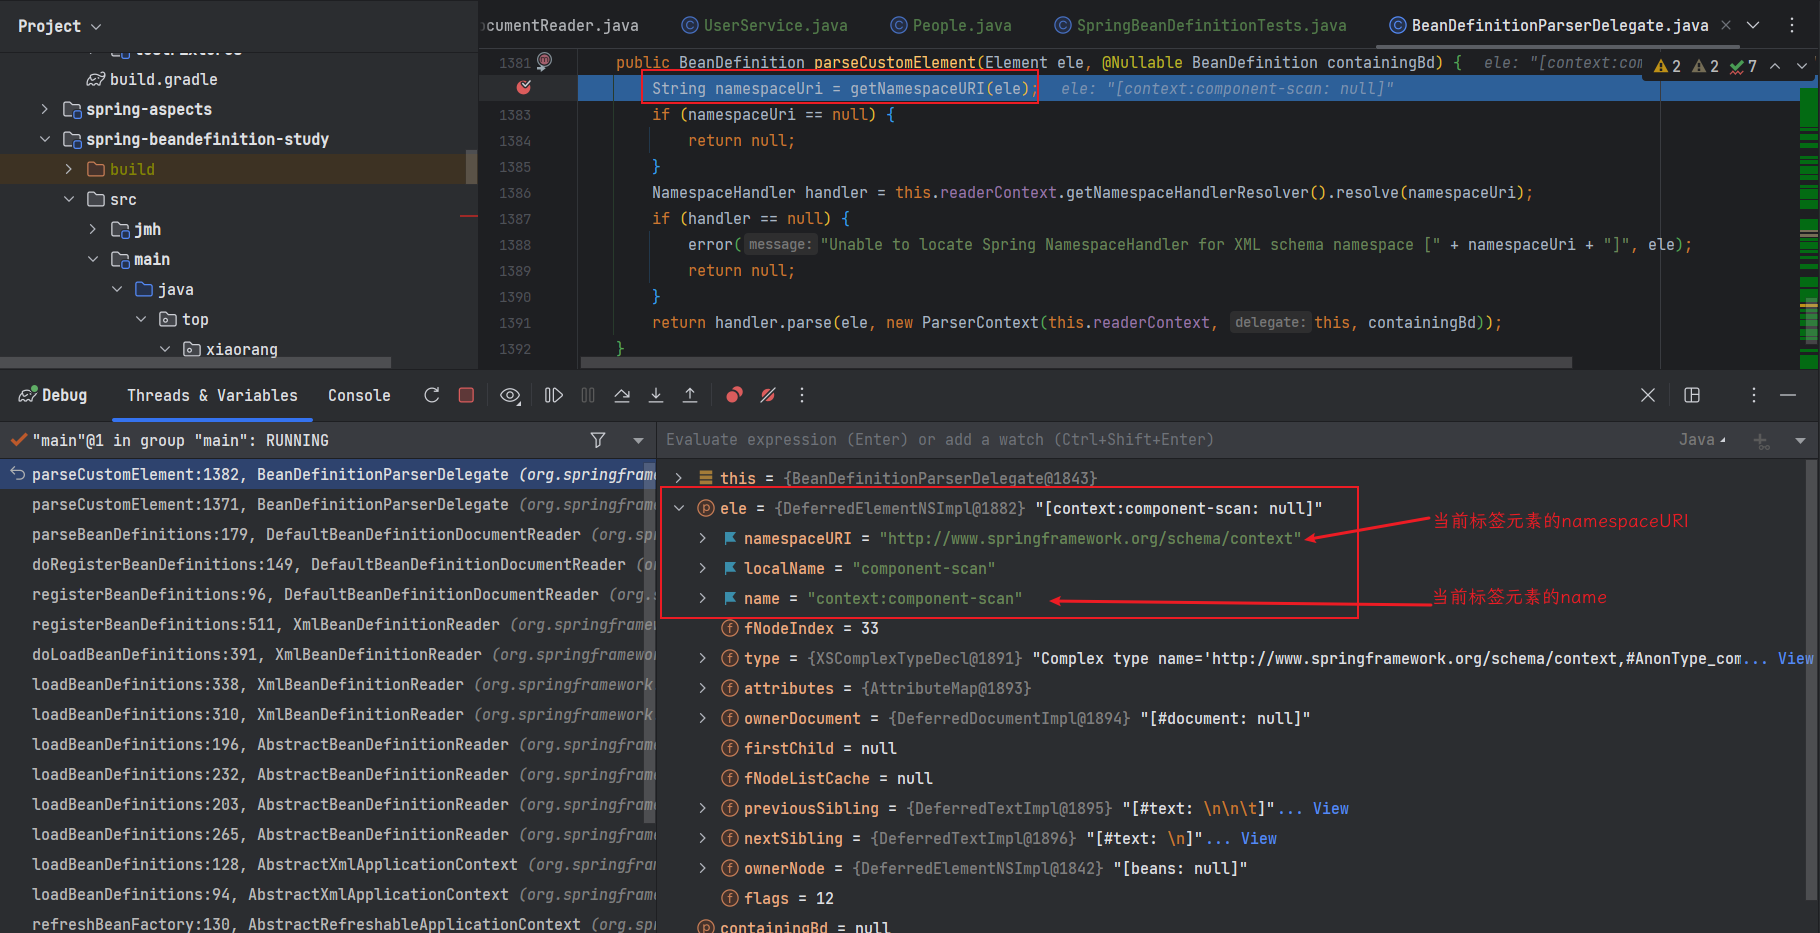 Project
ocumentReader.java
UserService.java
People.java
SpringBeanDefinitionTests.java
BeanDefinitionParserDelegate.java
build.gradle
spring-aspects
spring-beandefinition-study
build
src
jmh
main
java
top
xiaorang
1381 public BeanDefinition parseCustomElement(Element ele, @Nullable BeanDefinition containingBd) { ele: "[context:com
2 2 7
String namespaceUri = getNamespaceURI(ele); ele: "[context:component-scan: null]"
1383 if (namespaceUri == null) {
1384 return null;
1385 }
1386 NamespaceHandler handler = this.readerContext.getNamespaceHandlerResolver().resolve(namespaceUri);
1387 if (handler == null) {
1388 error( message: "Unable to locate Spring NamespaceHandler for XML schema namespace [" + namespaceUri + "]", ele);
1389 return null;
1390 }
1391 return handler.parse(ele, new ParserContext(this.readerContext, delegate: this, containingBd));
1392 }
Debug
Threads & Variables
Console
"main"@1 in group "main": RUNNING
parseCustomElement:1382, BeanDefinitionParserDelegate (org.springframe
parseCustomElement:1371, BeanDefinitionParserDelegate (org.springframe
parseBeanDefinitions:179, DefaultBeanDefinitionDocumentReader (org.sp
doRegisterBeanDefinitions:149, DefaultBeanDefinitionDocumentReader (o
registerBeanDefinitions:96, DefaultBeanDefinitionDocumentReader (org.
registerBeanDefinitions:511, XmlBeanDefinitionReader (org.springframew
doLoadBeanDefinitions:391, XmlBeanDefinitionReader (org.springframewo
loadBeanDefinitions:338, XmlBeanDefinitionReader (org.springframework
loadBeanDefinitions:310, XmlBeanDefinitionReader (org.springframework
loadBeanDefinitions:196, AbstractBeanDefinitionReader (org.springframe
loadBeanDefinitions:232, AbstractBeanDefinitionReader (org.springframe
loadBeanDefinitions:203, AbstractBeanDefinitionReader (org.springframe
loadBeanDefinitions:265, AbstractBeanDefinitionReader (org.springframe
loadBeanDefinitions:128, AbstractXmlApplicationContext (org.springfra
loadBeanDefinitions:94, AbstractXmlApplicationContext (org.springfram
refreshBeanFactory:130, AbstractRefreshableApplicationContext (org.sp
Evaluate expression (Enter) or add a watch (Ctrl+Shift+Enter)
Java
this = {BeanDefinitionParserDelegate@1843}
ele = {DeferredElementNSImpl@1882} "[context:component-scan: null]"
namespaceURI = "http://www.springframework.org/schema/context"
当前标签元素的namespaceURI
localName = "component-scan"
name = "context:component-scan"
当前标签元素的name
fNodeIndex = 33
type = {XSComplexTypeDecl@1891} "Complex type name='http://www.springframework.org/schema/context,#AnonType_com... View
attributes = {AttributeMap@1893}
ownerDocument = {DeferredDocumentImpl@1894} "[#document: null]"
firstChild = null
fNodeListCache = null
previousSibling = {DeferredTextImpl@1895} "[#text: \n\n\t]"... View
nextSibling = {DeferredTextImpl@1896} "[#text: \n]"... View
ownerNode = {DeferredElementNSImpl@1842} "[beans: null]"
flags = 12
containingBd = null